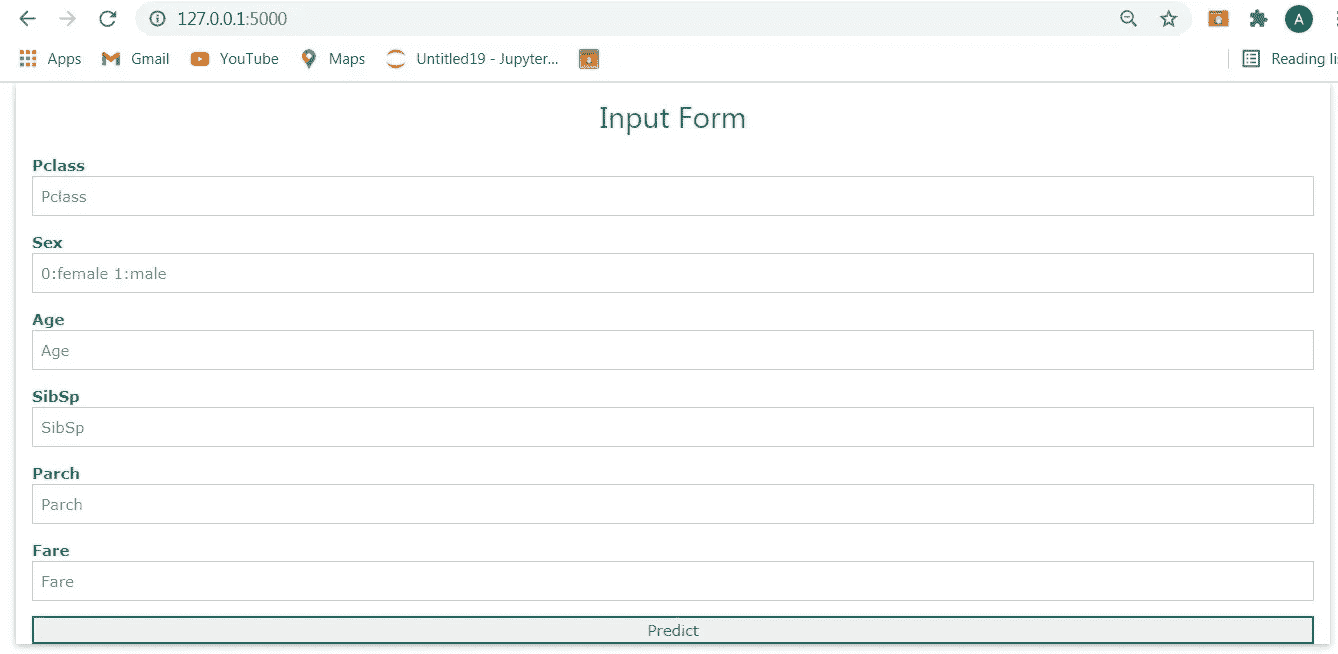 127.0.0.1:5000
A
Apps Gmail YouTube Maps Untitled19 - Jupyter... Reading li
Input Form
Pclass
Pclass
Sex
0:female 1:male
Age
Age
SibSp
SibSp
Parch
Parch
Fare
Fare
Predict